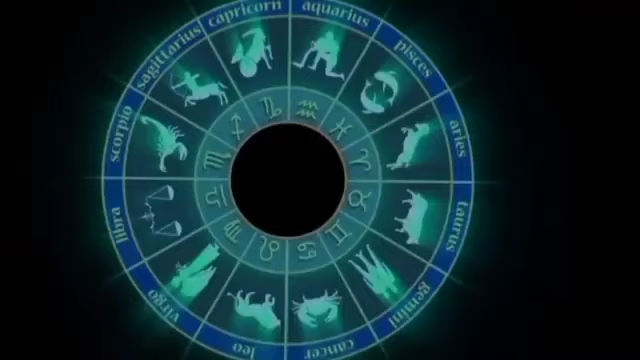 capricorn
aquarius
pisces
aries
taurus
gemini
cancer
leo
virgo
libra
scorpio
sagittarius